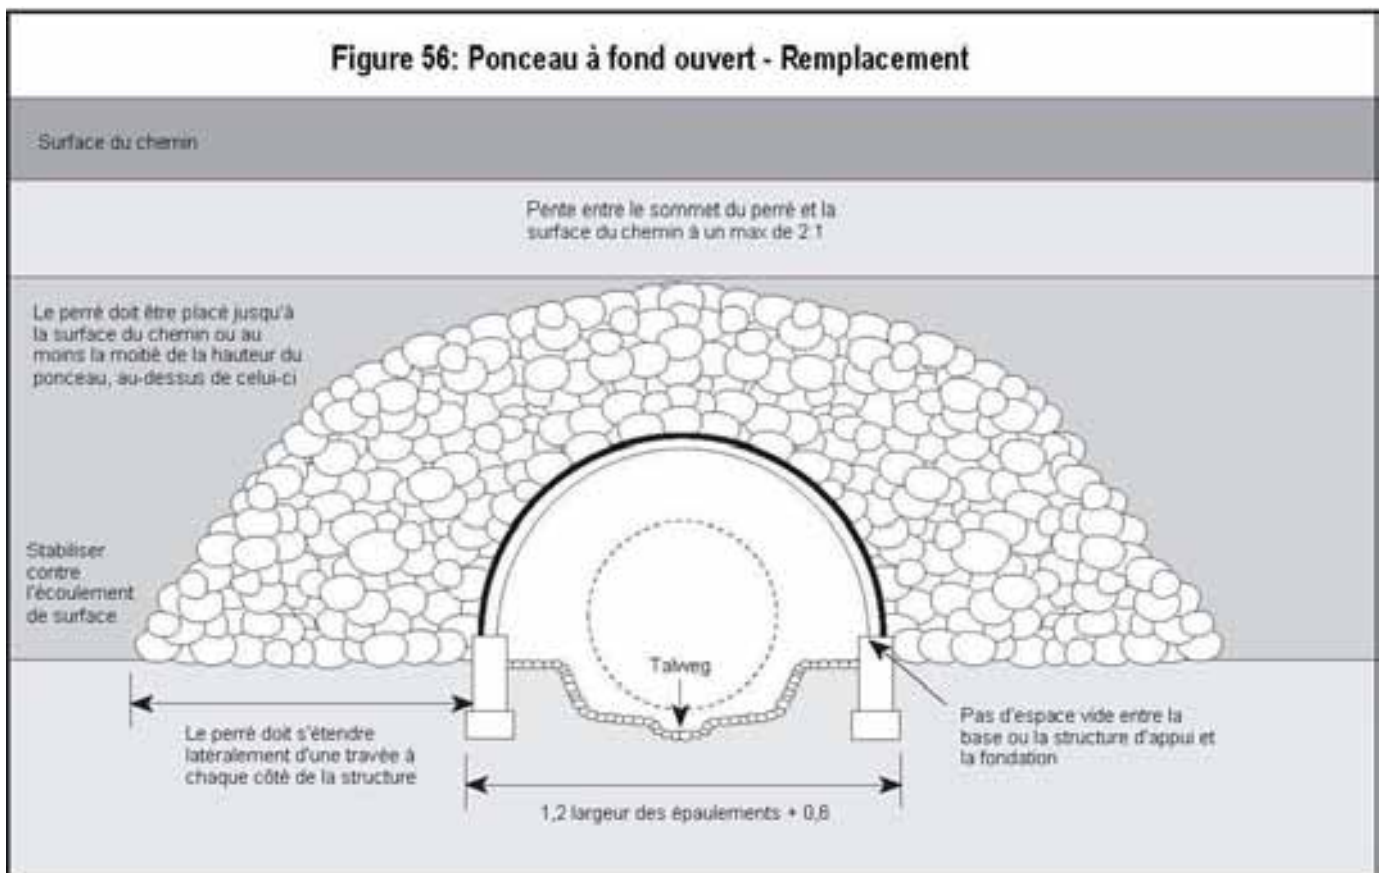 Figure 56: Ponceau à fond ouvert - Remplacement
Surface du chemin
Pente entre le sommet du perré et la
surface du chemin à un max de 2:1
Le perré doit être placé jusqu'à
la surface du chemin ou au
moins la moitié de la hauteur du
ponceau, au-dessus de celui-ci
Stabiliser
contre
l'écoulement
de surface
Talweg
Le perré doit s'étendre
latéralement d'une travée à
chaque côté de la structure
Pas d'espace vide entre la
base ou la structure d'appui et
la fondation
1,2 largeur des épaulements + 0,6